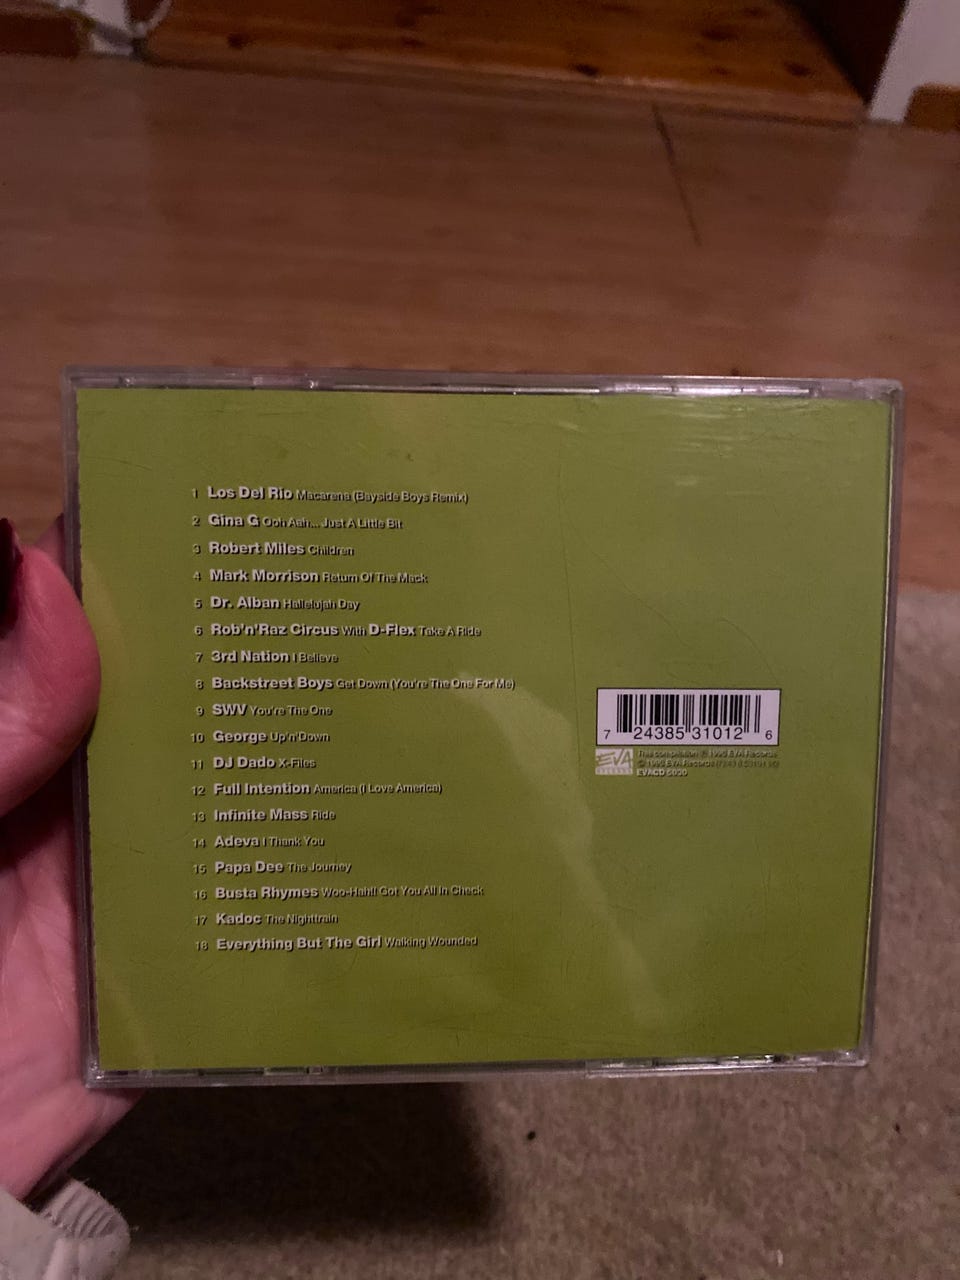 1 Los Del Rio Macarena (Bayside Boys Remix)
2 Gina G Ooh Aah... Just A Little Bit
3 Robert Miles Children
4 Mark Morrison Return Of The Mack
5 Dr. Alban Hallelujah Day
6 Rob'n'Raz Circus With D-Flex Take A Ride
7 3rd Nation I Believe
8 Backstreet Boys Get Down (You're The One For Me)
9 SWV You're The One
10 George Up'n'Down
11 DJ Dado X-Files
12 Full Intention America (I Love America)
13 Infinite Mass Ride
14 Adeva I Thank You
15 Papa Dee The Journey
16 Busta Rhymes Woo-Hah!! Got You All In Check
17 Kadoc The Nighttrain
18 Everything But The Girl Walking Wounded
7 24385 31012 6
EVA
This compilation ℗ EVA Records
© EVA Records
EVACD